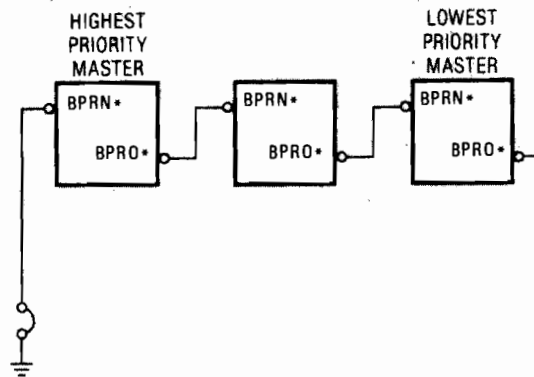 HIGHEST
PRIORITY
MASTER
LOWEST
PRIORITY
MASTER
BPRN*
BPRO*
BPRN*
BPRO*
BPRN*
BPRO*